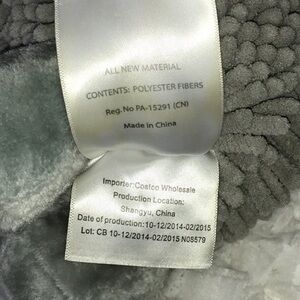 ALL NEW MATERIAL
CONTENTS: POLYESTER FIBERS
Reg. No PA-15291 (CN)
Made in China
Importer:Costco Wholesale
Production Location:
Shangyu, China
Date of production:10-12/2014-02/2015
Lot: CB 10-12/2014-02/2015 N08579